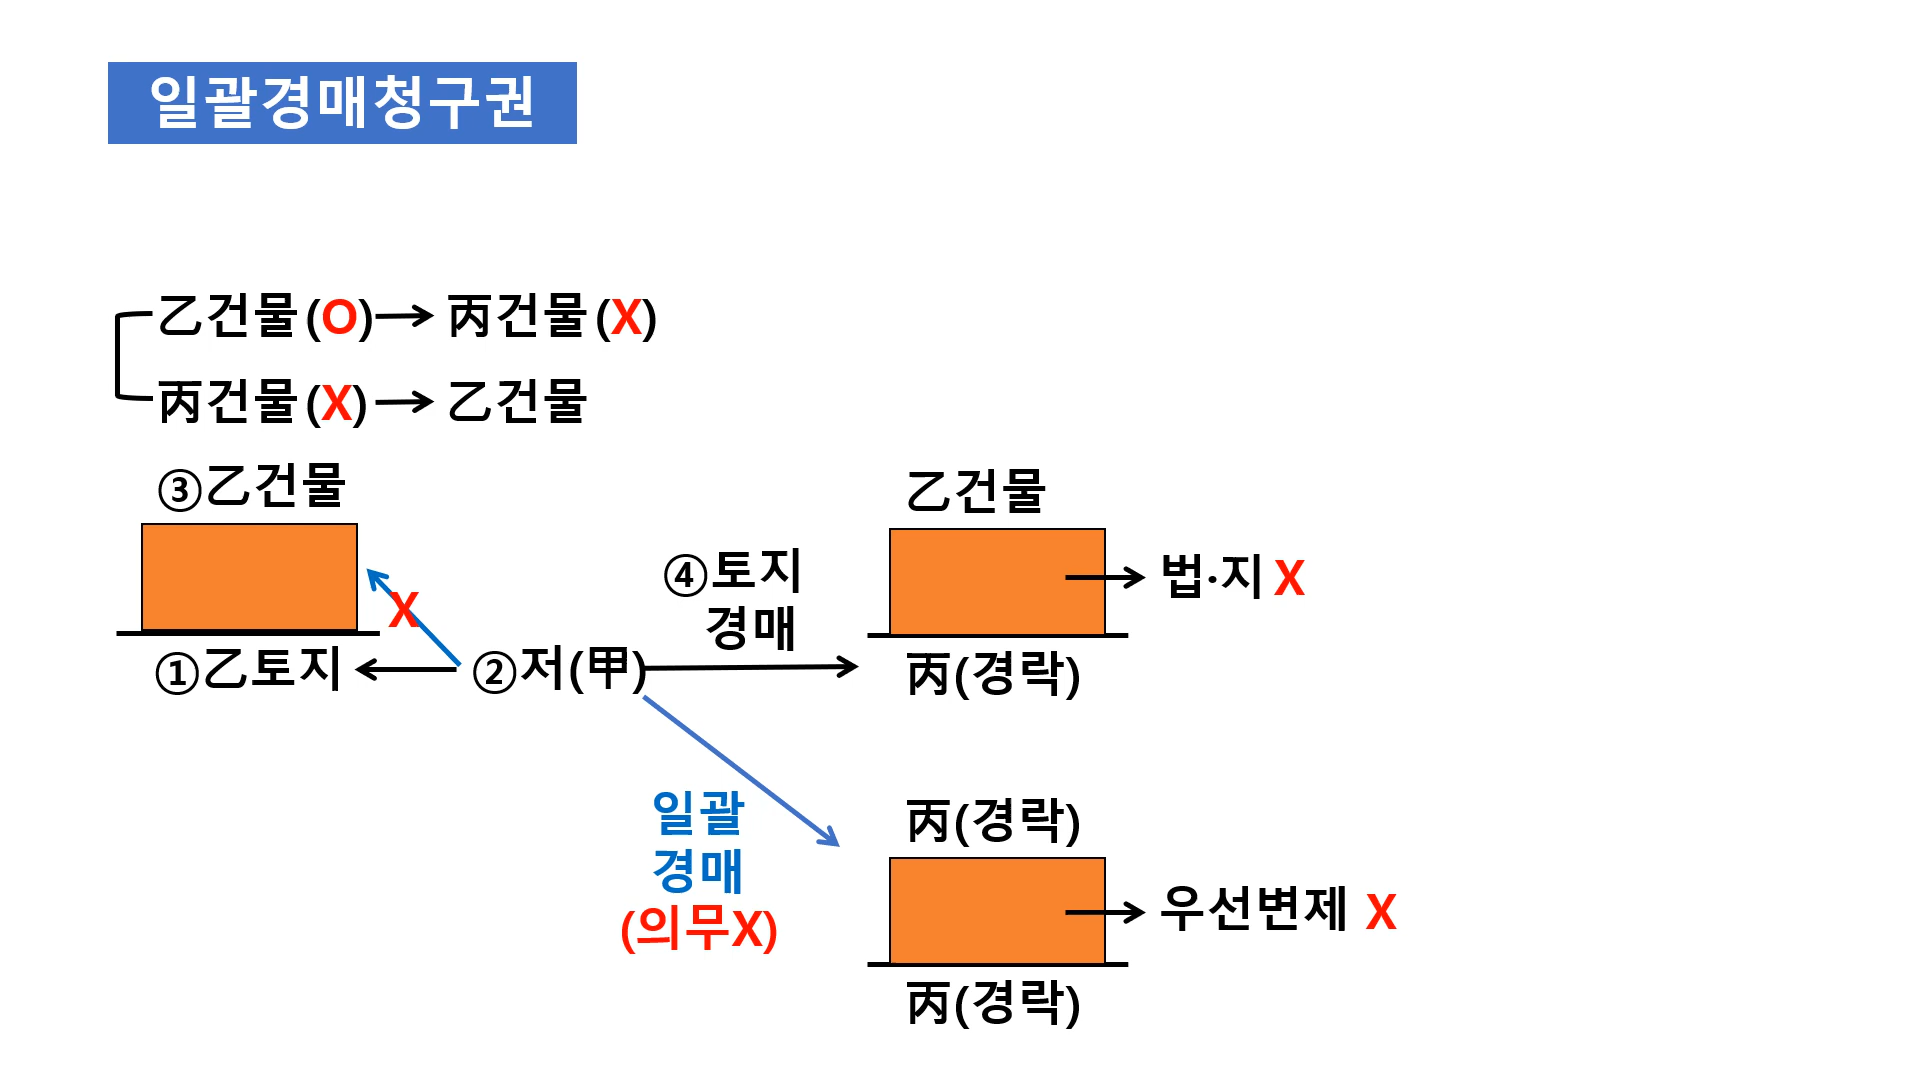 일괄경매청구권
乙건물(O) 丙건물(X)
丙건물(X) 乙건물
③乙건물
X
①乙토지
②저(甲)
④토지
경매
乙건물
법·지 X
丙(경락)
일괄
경매
(의무X)
丙(경락)
우선변제 X
丙(경락)